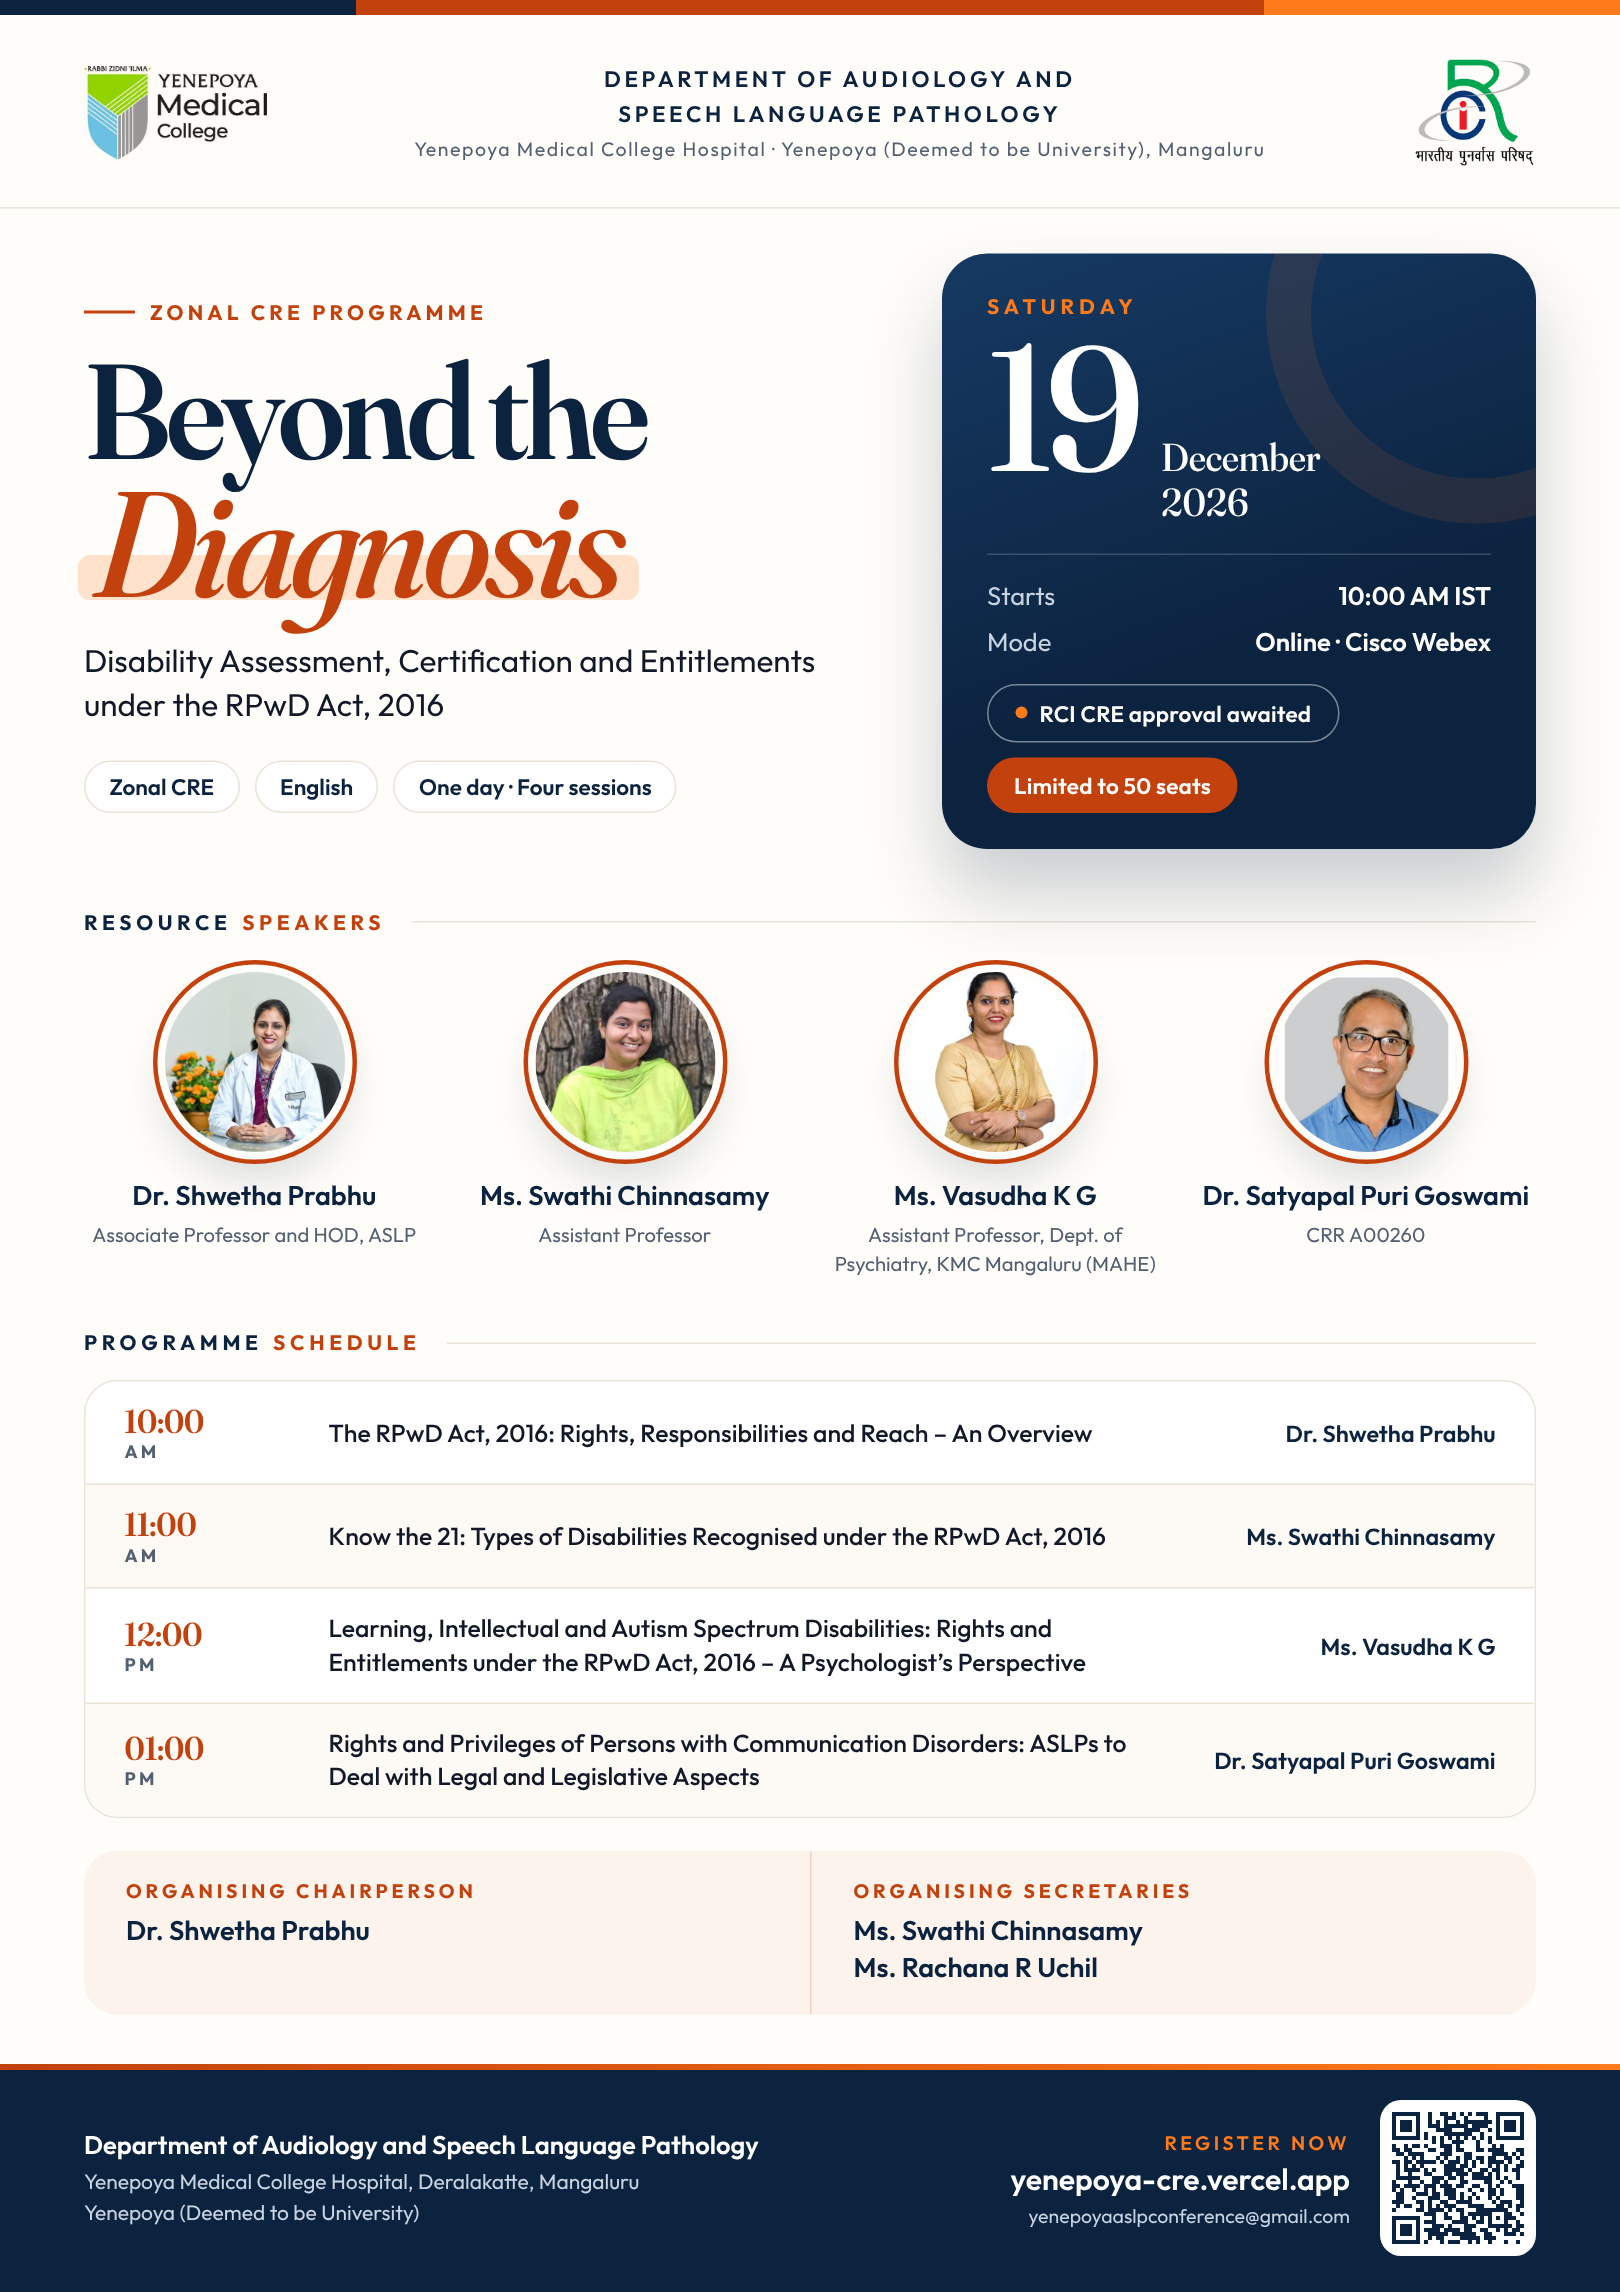 ·RABBI ZIDNI 'ILMA·
YENEPOYA
Medical
College
DEPARTMENT OF AUDIOLOGY AND
SPEECH LANGUAGE PATHOLOGY
Yenepoya Medical College Hospital · Yenepoya (Deemed to be University), Mangaluru
R
C
i
भारतीय पुनर्वास परिषद्
ZONAL CRE PROGRAMME
Beyond the
Diagnosis
Disability Assessment, Certification and Entitlements
under the RPwD Act, 2016
Zonal CRE
English
One day · Four sessions
SATURDAY
19
December
2026
Starts 10:00 AM IST
Mode Online · Cisco Webex
RCI CRE approval awaited
Limited to 50 seats
RESOURCE SPEAKERS
Dr. Shwetha Prabhu
Associate Professor and HOD, ASLP
Ms. Swathi Chinnasamy
Assistant Professor
Ms. Vasudha K G
Assistant Professor, Dept. of
Psychiatry, KMC Mangaluru (MAHE)
Dr. Satyapal Puri Goswami
CRR A00260
PROGRAMME SCHEDULE
10:00
AM
The RPwD Act, 2016: Rights, Responsibilities and Reach – An Overview
Dr. Shwetha Prabhu
11:00
AM
Know the 21: Types of Disabilities Recognised under the RPwD Act, 2016
Ms. Swathi Chinnasamy
12:00
PM
Learning, Intellectual and Autism Spectrum Disabilities: Rights and
Entitlements under the RPwD Act, 2016 – A Psychologist’s Perspective
Ms. Vasudha K G
01:00
PM
Rights and Privileges of Persons with Communication Disorders: ASLPs to
Deal with Legal and Legislative Aspects
Dr. Satyapal Puri Goswami
ORGANISING CHAIRPERSON
Dr. Shwetha Prabhu
ORGANISING SECRETARIES
Ms. Swathi Chinnasamy
Ms. Rachana R Uchil
Department of Audiology and Speech Language Pathology
Yenepoya Medical College Hospital, Deralakatte, Mangaluru
Yenepoya (Deemed to be University)
REGISTER NOW
yenepoya-cre.vercel.app
yenepoyaaslpconference@gmail.com